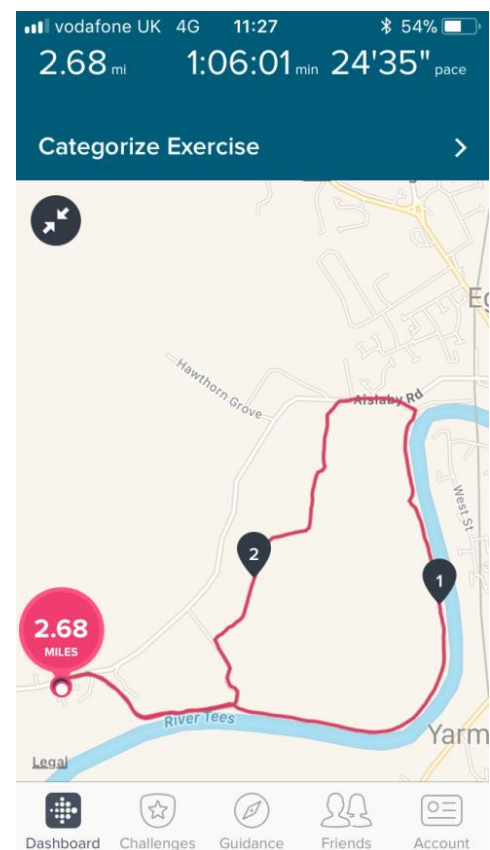 vodafone UK 4G 11:27 54%
2.68 mi 1:06:01 min 24'35" pace
Categorize Exercise
Eg
Hawthorn Grove
Aislaby Rd
West St
2
1
2.68
MILES
River Tees
Yarm
Legal
Dashboard Challenges Guidance Friends Account